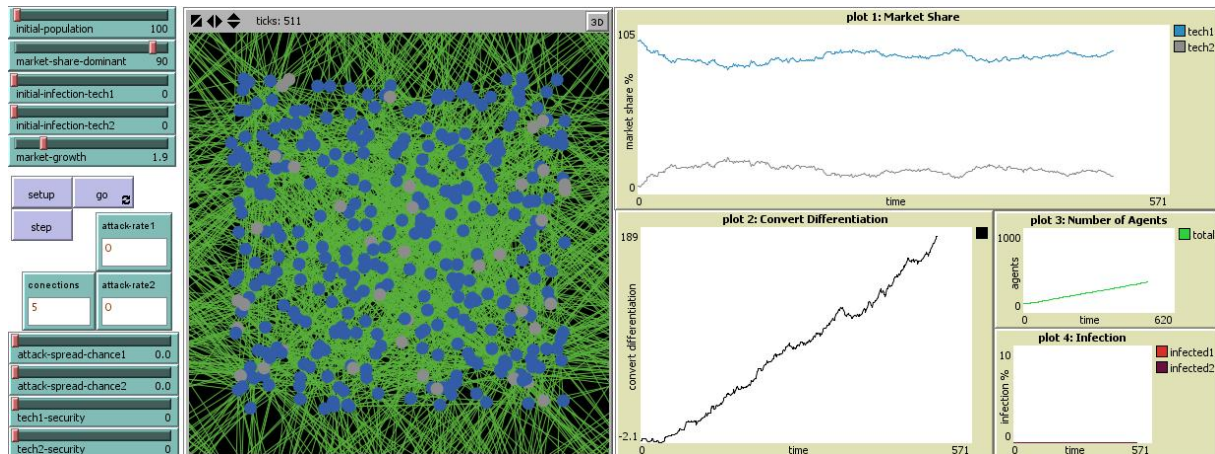 initial-population 100
market-share-dominant 90
initial-infection-tech1 0
initial-infection-tech2 0
market-growth 1.9
setup
go
step
attack-rate1
0
conections
5
attack-rate2
0
attack-spread-chance1 0.0
attack-spread-chance2 0.0
tech1-security 0
tech2-security 0
ticks: 511
3D
plot 1: Market Share
105
market share %
0
time
571
tech1
tech2
plot 2: Convert Differentiation
189
convert differentiation
-2.1
0
time
571
plot 3: Number of Agents
1000
agents
0
0
time
620
total
plot 4: Infection
10
infection %
0
0
time
571
infected1
infected2